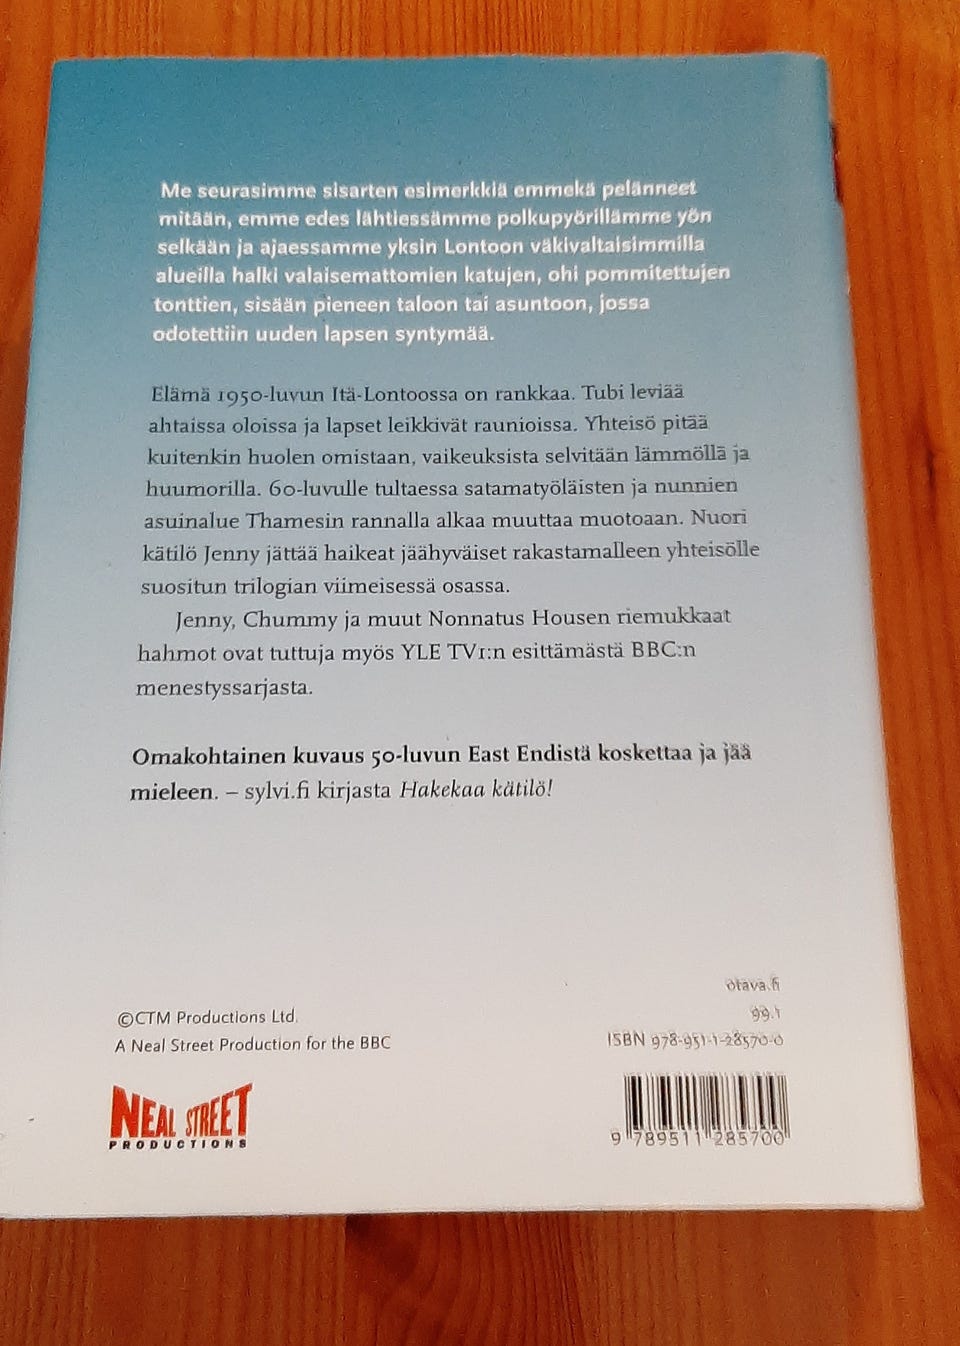 Me seurasimme sisarten esimerkkiä emmekä pelänneet
mitään, emme edes lähtiessämme polkupyörillämme yön
selkään ja ajaessamme yksin Lontoon väkivaltaisimmilla
alueilla halki valaisemattomien katujen, ohi pommitettujen
tonttien, sisään pieneen taloon tai asuntoon, jossa
odotettiin uuden lapsen syntymää.
Elämä 1950-luvun Itä-Lontoossa on rankkaa. Tubi leviää
ahtaissa oloissa ja lapset leikkivät raunioissa. Yhteisö pitää
kuitenkin huolen omistaan, vaikeuksista selvitään lämmöllä ja
huumorilla. 60-luvulle tultaessa satamatyöläisten ja nunnien
asuinalue Thamesin rannalla alkaa muuttaa muotoaan. Nuori
kätilö Jenny jättää haikeat jäähyväiset rakastamalleen yhteisölle
suositun trilogian viimeisessä osassa.
Jenny, Chummy ja muut Nonnatus Housen riemukkaat
hahmot ovat tuttuja myös YLE TV1:n esittämästä BBC:n
menestyssarjasta.
Omakohtainen kuvaus 50-luvun East Endistä koskettaa ja jää
mieleen. – sylvi.fi kirjasta Hakekaa kätilö!
otava.fi
99.1
ISBN 978-951-1-28570-0
©CTM Productions Ltd.
A Neal Street Production for the BBC
NEAL STREET
PRODUCTIONS
9 789511 285700